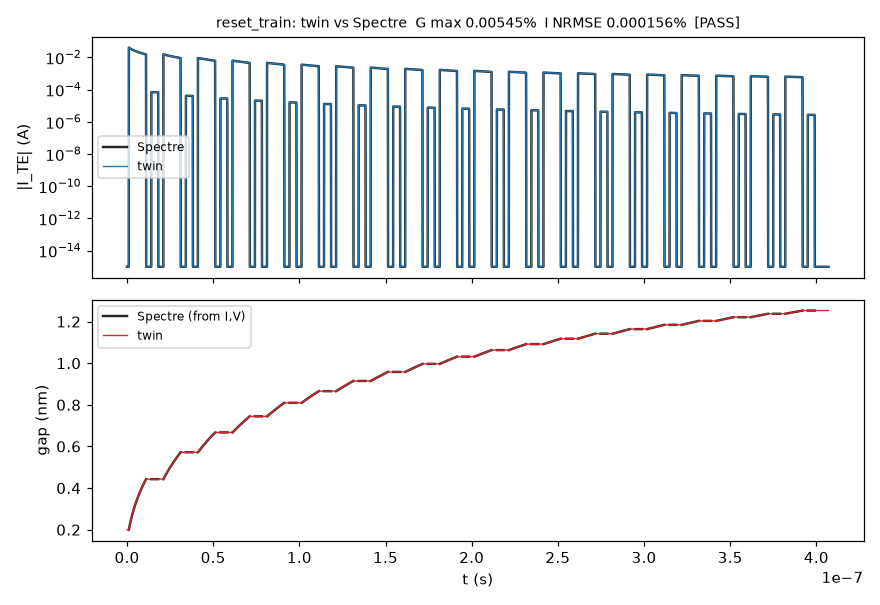 reset_train: twin vs Spectre  G max 0.00545%  I NRMSE 0.000156%  [PASS]
|I_TE| (A)
10⁻²
10⁻⁴
10⁻⁶
10⁻⁸
10⁻¹⁰
10⁻¹²
10⁻¹⁴
Spectre
twin
gap (nm)
1.2
1.0
0.8
0.6
0.4
0.2
Spectre (from I,V)
twin
0.0 0.5 1.0 1.5 2.0 2.5 3.0 3.5 4.0
1e−7
t (s)